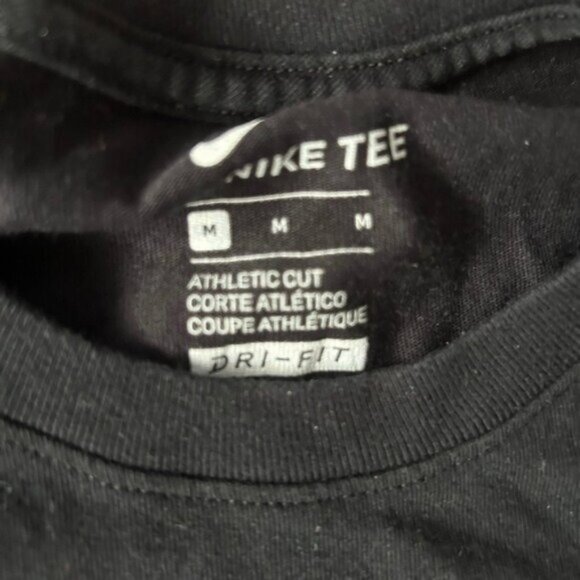 NIKE TEE
M M M
ATHLETIC CUT
CORTE ATLÉTICO
COUPE ATHLÉTIQUE
DRI-FIT